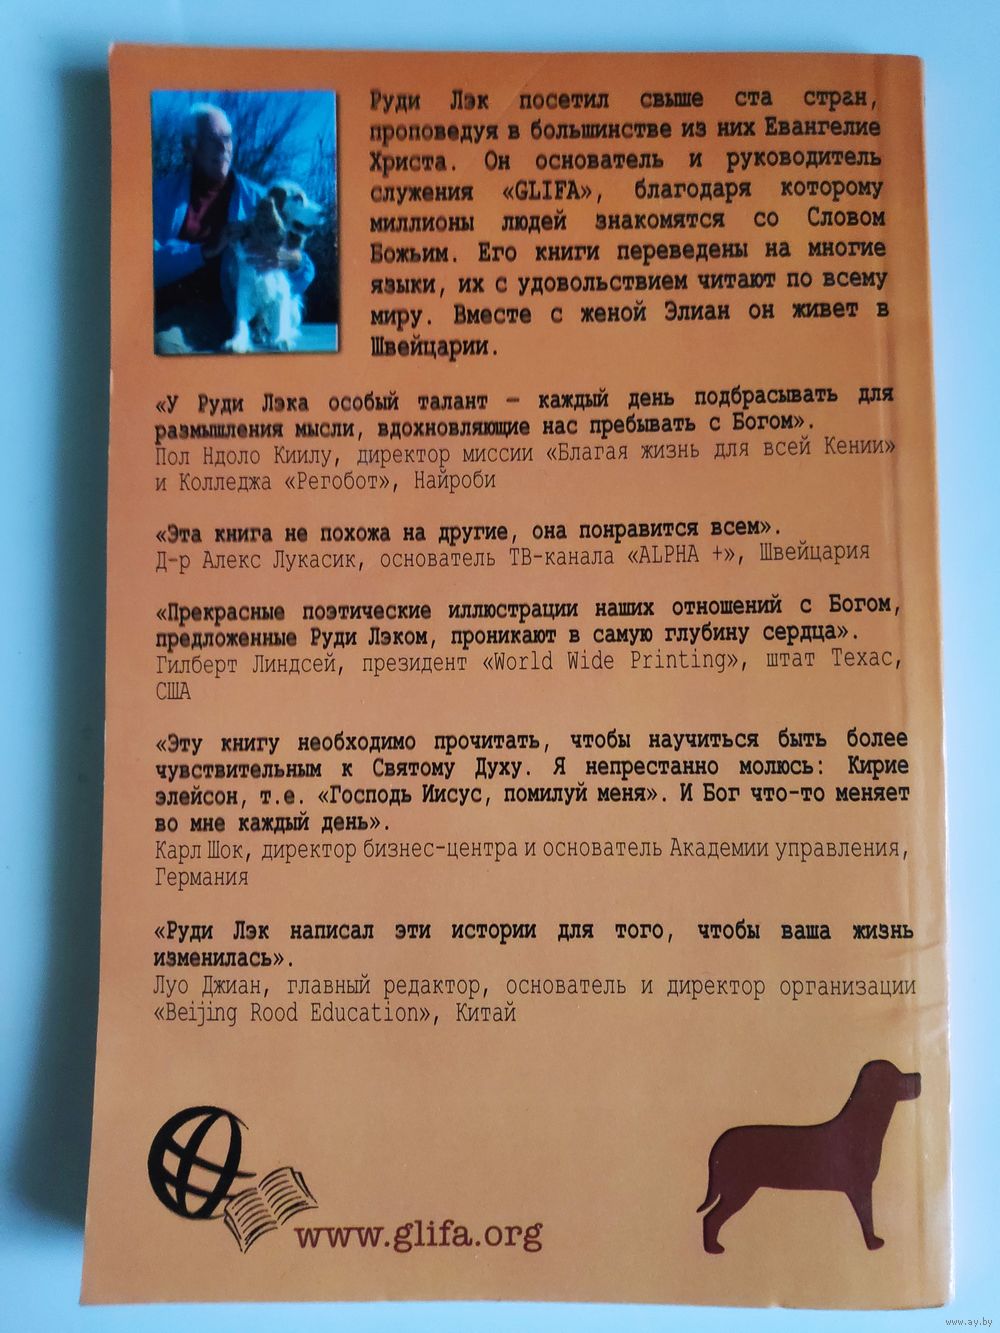 Руди Лэк посетил свыше ста стран,
проповедуя в большинстве из них Евангелие
Христа. Он основатель и руководитель
служения «GLIFA», благодаря которому
миллионы людей знакомятся со Словом
Божьим. Его книги переведены на многие
языки, их с удовольствием читают по всему
миру. Вместе с женой Элиан он живет в
Швейцарии.
«У Руди Лэка особый талант – каждый день подбрасывать для
размышления мысли, вдохновляющие нас пребывать с Богом».
Пол Ндоло Киилу, директор миссии «Благая жизнь для всей Кении»
и Колледжа «Регобот», Найроби
«Эта книга не похожа на другие, она понравится всем».
Д-р Алекс Лукасик, основатель ТВ-канала «ALPHA +», Швейцария
«Прекрасные поэтические иллюстрации наших отношений с Богом,
предложенные Руди Лэком, проникают в самую глубину сердца».
Гилберт Линдсей, президент «World Wide Printing», штат Техас,
США
«Эту книгу необходимо прочитать, чтобы научиться быть более
чувствительным к Святому Духу. Я непрестанно молюсь: Кирие
элейсон, т.е. «Господь Иисус, помилуй меня». И Бог что-то меняет
во мне каждый день».
Карл Шок, директор бизнес-центра и основатель Академии управления,
Германия
«Руди Лэк написал эти истории для того, чтобы ваша жизнь
изменилась».
Луо Джиан, главный редактор, основатель и директор организации
«Beijing Rood Education», Китай
www.glifa.org
www.ay.by